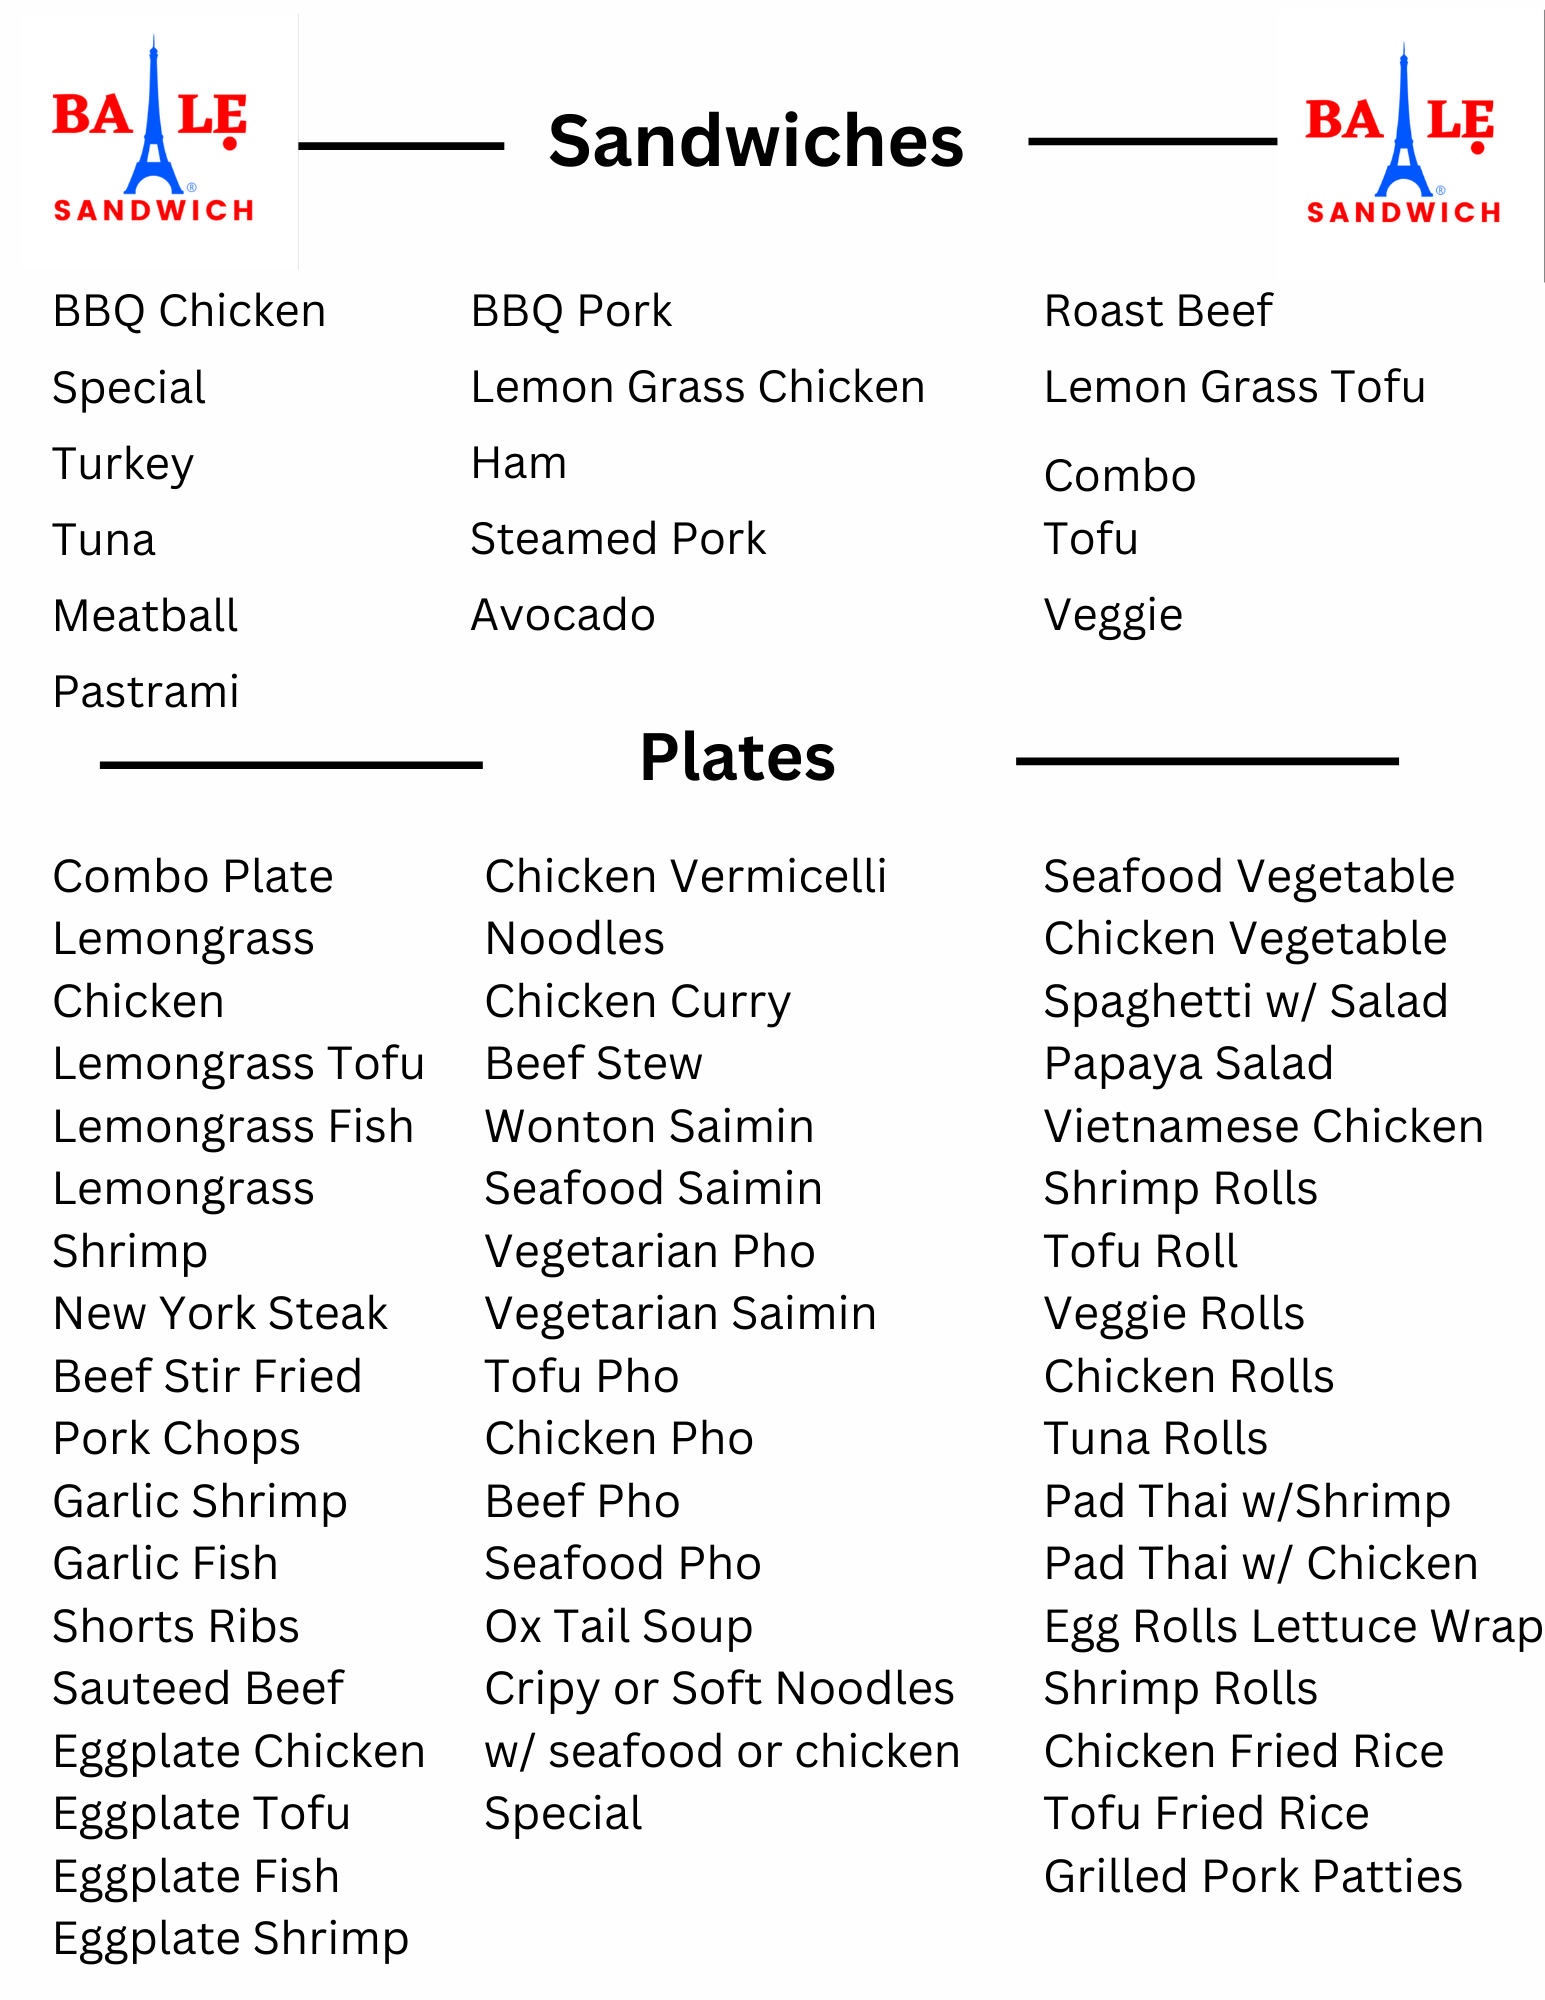 BA LẸ
®
SANDWICH
Sandwiches
BA LẸ
®
SANDWICH
BBQ Chicken
Special
Turkey
Tuna
Meatball
Pastrami
BBQ Pork
Lemon Grass Chicken
Ham
Steamed Pork
Avocado
Roast Beef
Lemon Grass Tofu
Combo
Tofu
Veggie
Plates
Combo Plate
Lemongrass
Chicken
Lemongrass Tofu
Lemongrass Fish
Lemongrass
Shrimp
New York Steak
Beef Stir Fried
Pork Chops
Garlic Shrimp
Garlic Fish
Shorts Ribs
Sauteed Beef
Eggplate Chicken
Eggplate Tofu
Eggplate Fish
Eggplate Shrimp
Chicken Vermicelli
Noodles
Chicken Curry
Beef Stew
Wonton Saimin
Seafood Saimin
Vegetarian Pho
Vegetarian Saimin
Tofu Pho
Chicken Pho
Beef Pho
Seafood Pho
Ox Tail Soup
Cripy or Soft Noodles
w/ seafood or chicken
Special
Seafood Vegetable
Chicken Vegetable
Spaghetti w/ Salad
Papaya Salad
Vietnamese Chicken
Shrimp Rolls
Tofu Roll
Veggie Rolls
Chicken Rolls
Tuna Rolls
Pad Thai w/Shrimp
Pad Thai w/ Chicken
Egg Rolls Lettuce Wrap
Shrimp Rolls
Chicken Fried Rice
Tofu Fried Rice
Grilled Pork Patties